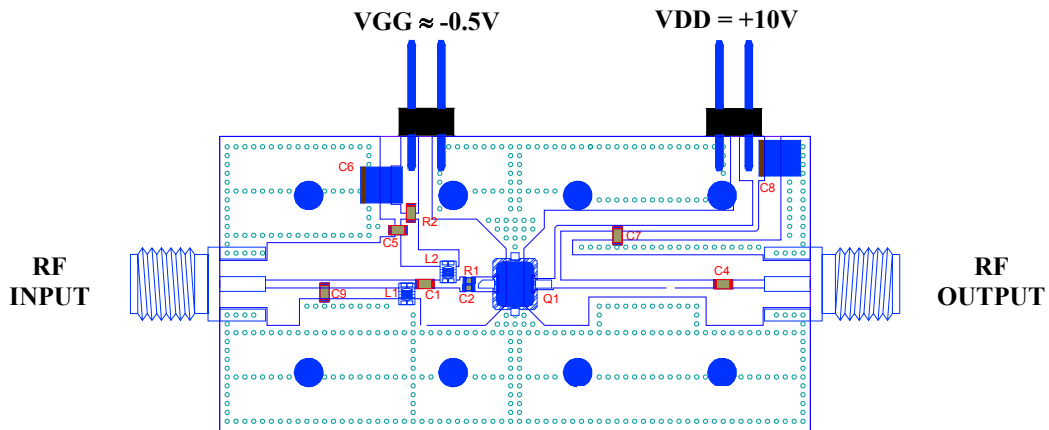 VGG ≈ -0.5V
VDD = +10V
C6
C8
R2
C5
C7
RF
INPUT
L2
R1
C9
L1
C1
C2
Q1
C4
RF
OUTPUT